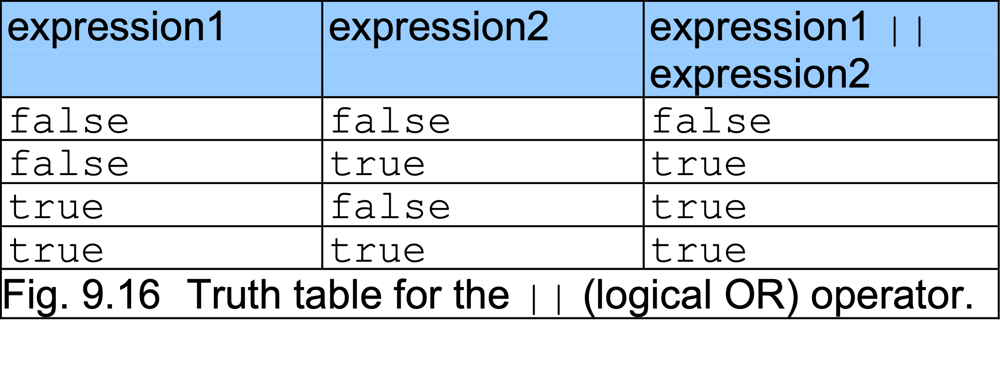 expression1 expression2 expression1 ||
expression2
false false false
false true true
true false true
true true true
Fig. 9.16 Truth table for the || (logical OR) operator.